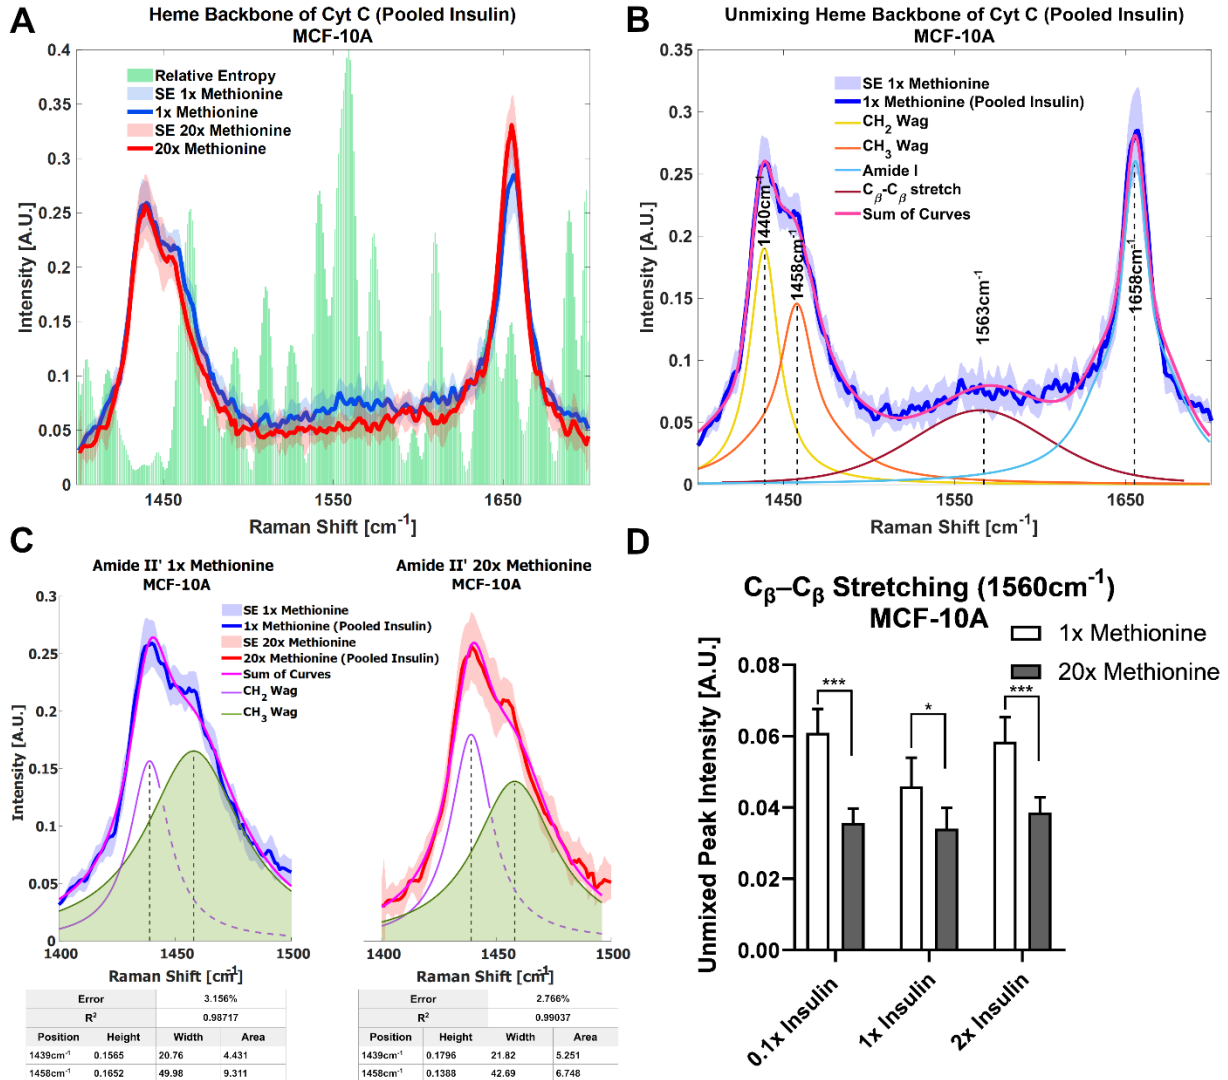 A
Heme Backbone of Cyt C (Pooled Insulin)
MCF-10A
Relative Entropy
SE 1x Methionine
1x Methionine
SE 20x Methionine
20x Methionine
Intensity [A.U.]
0.4
0.35
0.3
0.25
0.2
0.15
0.1
0.05
0
1450
1550
1650
Raman Shift [cm⁻¹]
B
Unmixing Heme Backbone of Cyt C (Pooled Insulin)
MCF-10A
SE 1x Methionine
1x Methionine (Pooled Insulin)
CH₂ Wag
CH₃ Wag
Amide I
Cβ-Cβ stretch
Sum of Curves
1440cm⁻¹
1458cm⁻¹
1563cm⁻¹
1658cm⁻¹
Intensity [A.U.]
0.35
0.3
0.25
0.2
0.15
0.1
0.05
0
1450
1550
1650
Raman Shift [cm⁻¹]
C
Amide II' 1x Methionine
MCF-10A
Amide II' 20x Methionine
MCF-10A
SE 1x Methionine
1x Methionine (Pooled Insulin)
SE 20x Methionine
20x Methionine (Pooled Insulin)
Sum of Curves
CH₂ Wag
CH₃ Wag
Intensity [A.U.]
0.3
0.25
0.2
0.15
0.1
0.05
0
1400
1450
1500
Raman Shift [cm⁻¹]
1400
1450
1500
Raman Shift [cm⁻¹]
Error 3.156%
R² 0.98717
Position Height Width Area
1439cm⁻¹ 0.1565 20.76 4.431
1458cm⁻¹ 0.1652 49.98 9.311
Error 2.766%
R² 0.99037
Position Height Width Area
1439cm⁻¹ 0.1796 21.82 5.251
1458cm⁻¹ 0.1388 42.69 6.748
D
Cβ–Cβ Stretching (1560cm⁻¹)
MCF-10A
1x Methionine
20x Methionine
***
*
***
Unmixed Peak Intensity [A.U.]
0.08
0.06
0.04
0.02
0.00
0.1x Insulin
1x Insulin
2x Insulin